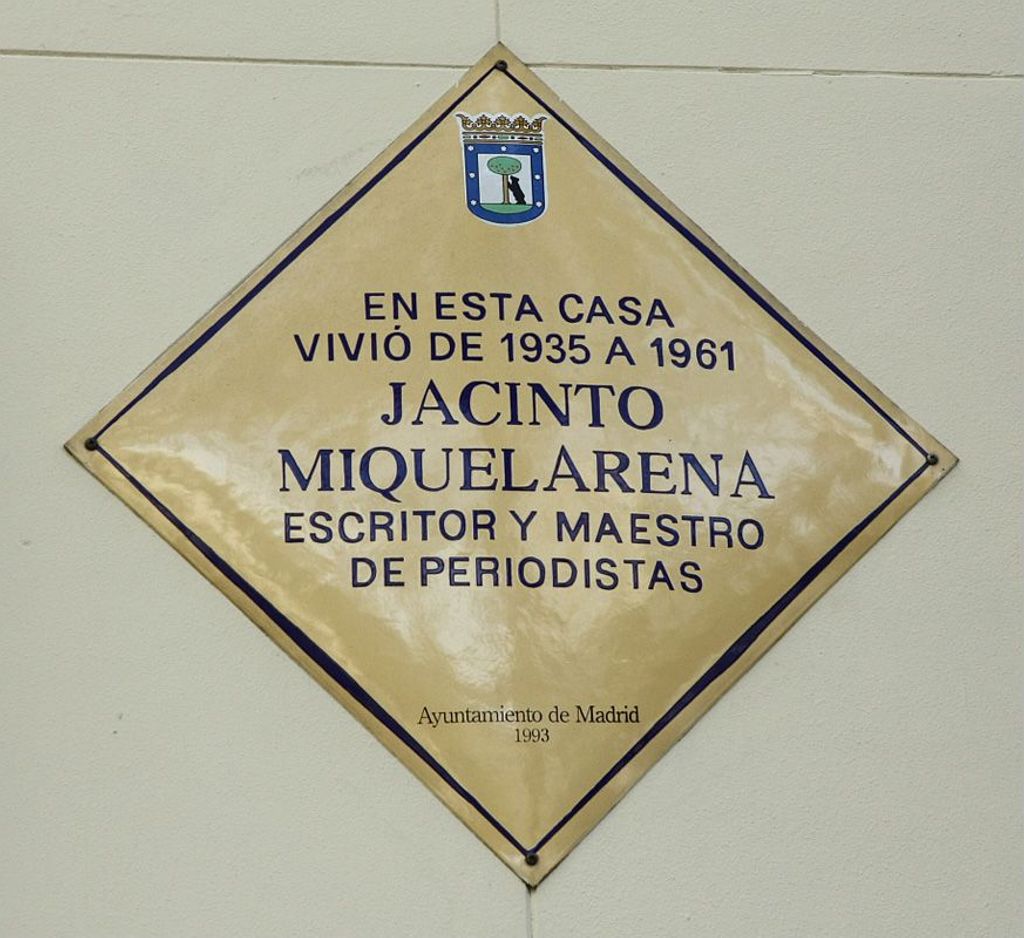 EN ESTA CASA
VIVIÓ DE 1935 A 1961
JACINTO
MIQUELARENA
ESCRITOR Y MAESTRO
DE PERIODISTAS
Ayuntamiento de Madrid
1993